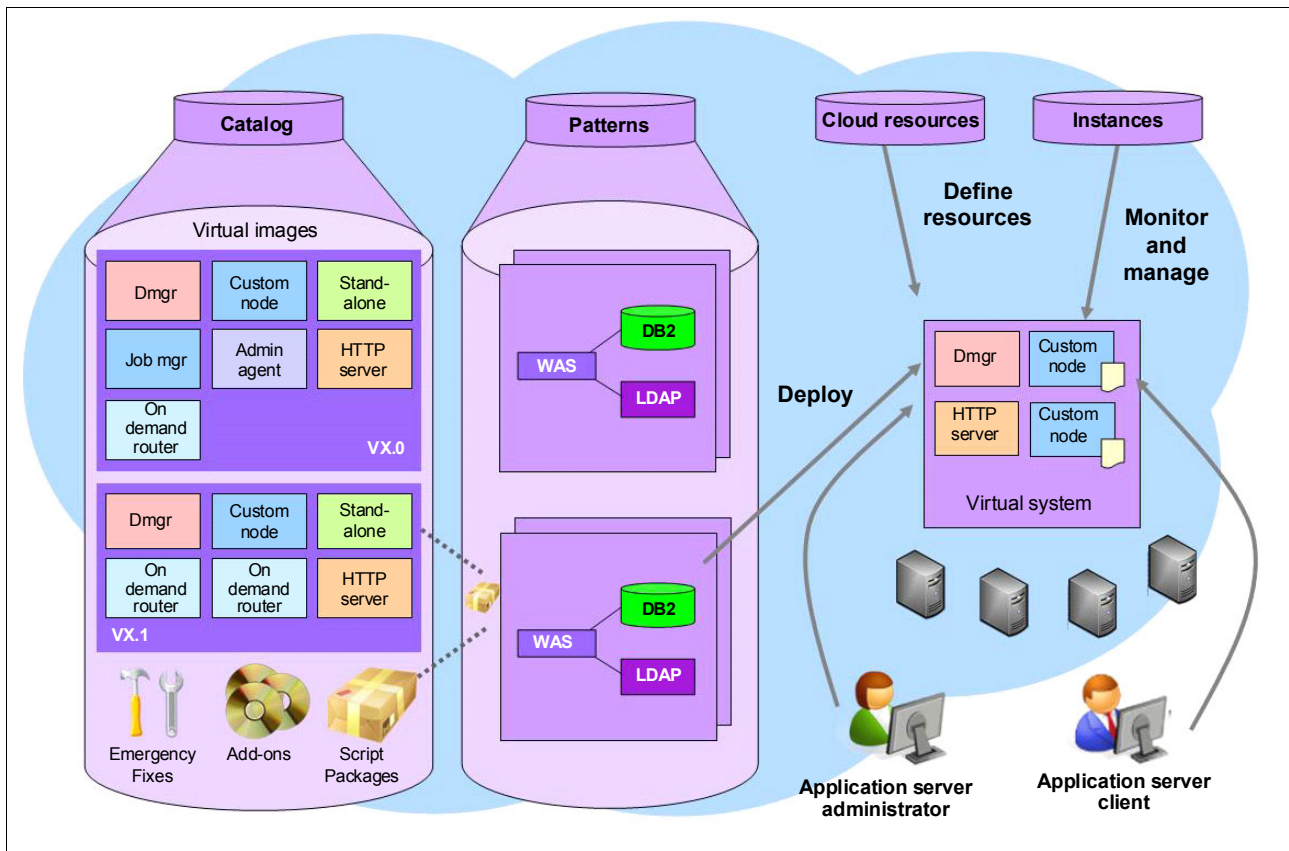 Catalog
Virtual images
Dmgr
Custom
node
Stand-
alone
Job mgr
Admin
agent
HTTP
server
On
demand
router
VX.0
Dmgr
Custom
node
Stand-
alone
On
demand
router
On
demand
router
HTTP
server
VX.1
Emergency
Fixes
Add-ons
Script
Packages
Patterns
DB2
WAS
LDAP
DB2
WAS
LDAP
Deploy
Cloud resources
Instances
Define
resources
Monitor
and
manage
Dmgr
Custom
node
HTTP
server
Custom
node
Virtual system
Application server
administrator
Application server
client